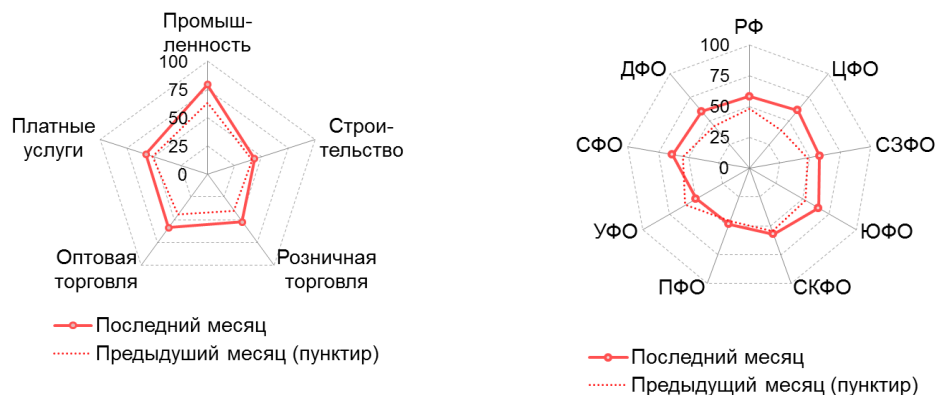 Промыш-
ленность
100
75
50
25
0
Платные
услуги
Строи-
тельство
Оптовая
торговля
Розничная
торговля
Последний месяц
Предыдуший месяц (пунктир)
РФ
100
75
50
25
0
ДФО
ЦФО
СФО
СЗФО
УФО
ЮФО
ПФО
СКФО
Последний месяц
Предыдущий месяц (пунктир)